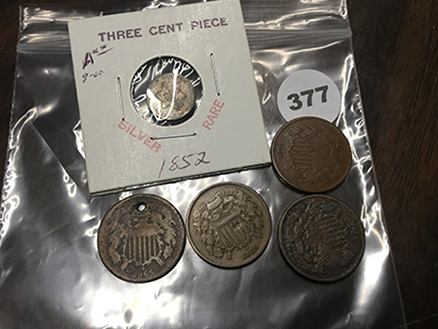 THREE CENT PIECE
SILVER
RARE
1852
377